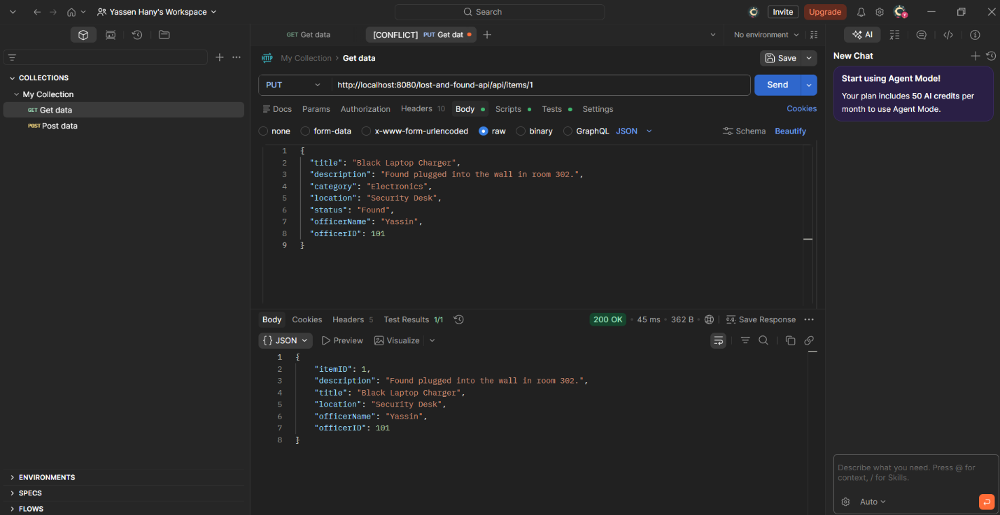 Yassen Hany's Workspace
Search
Invite
Upgrade
GET Get data
[CONFLICT] PUT Get dat
No environment
AI
HTTP My Collection > Get data
Save
New Chat
COLLECTIONS
My Collection
GET Get data
POST Post data
PUT
http://localhost:8080/lost-and-found-api/api/items/1
Send
Start using Agent Mode!
Your plan includes 50 AI credits per
month to use Agent Mode.
Docs Params Authorization Headers 10 Body Scripts Tests Settings
Cookies
none form-data x-www-form-urlencoded raw binary GraphQL JSON
Schema Beautify
1 {
2 "title": "Black Laptop Charger",
3 "description": "Found plugged into the wall in room 302.",
4 "category": "Electronics",
5 "location": "Security Desk",
6 "status": "Found",
7 "officerName": "Yassin",
8 "officerID": 101
9 }
Body Cookies Headers 5 Test Results 1/1
200 OK • 45 ms • 362 B •
e.g. Save Response
{} JSON Preview Visualize
1 {
2 "itemID": 1,
3 "description": "Found plugged into the wall in room 302.",
4 "title": "Black Laptop Charger",
5 "location": "Security Desk",
6 "officerName": "Yassin",
7 "officerID": 101
8 }
ENVIRONMENTS
SPECS
FLOWS
Describe what you need. Press @ for
context, / for Skills.
Auto